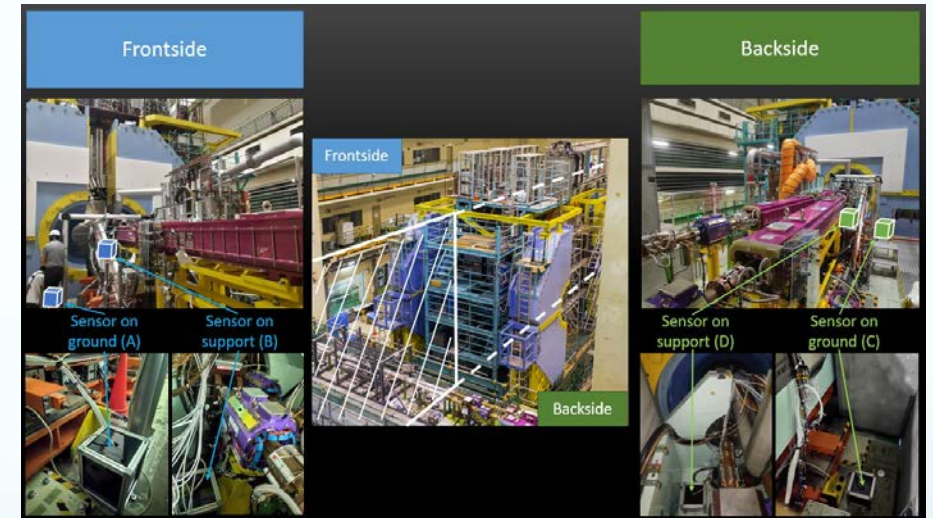 Frontside
Backside
Frontside
Backside
Sensor on
ground (A)
Sensor on
support (B)
Sensor on
support (D)
Sensor on
ground (C)